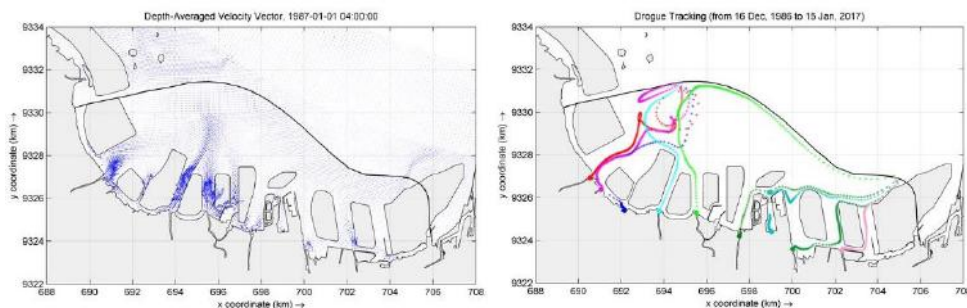 Depth-Averaged Velocity Vector, 1987-01-01 04:00:00
9334
9332
9330
9328
9326
9324
9322
y coordinate (km) →
688 690 692 694 696 698 700 702 704 706 708
x coordinate (km) →
Drogue Tracking (from 16 Dec, 1986 to 15 Jan, 2017)
9334
9332
9330
9328
9326
9324
9322
y coordinate (km) →
688 690 692 694 696 698 700 702 704 706 70
x coordinate (km) →